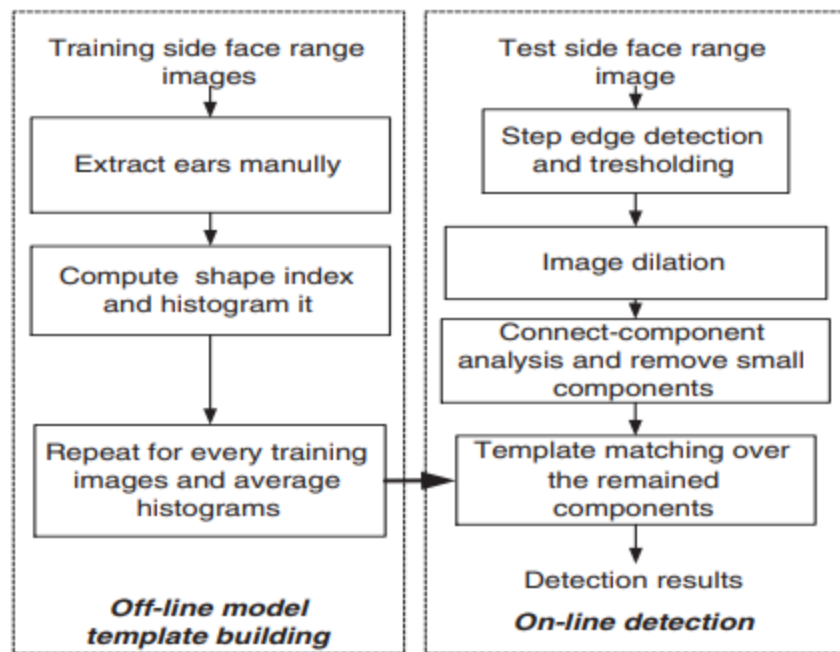 Training side face range
images
Extract ears manully
Compute shape index
and histogram it
Repeat for every training
images and average
histograms
Off-line model
template building
Test side face range
image
Step edge detection
and tresholding
Image dilation
Connect-component
analysis and remove small
components
Template matching over
the remained
components
Detection results
On-line detection